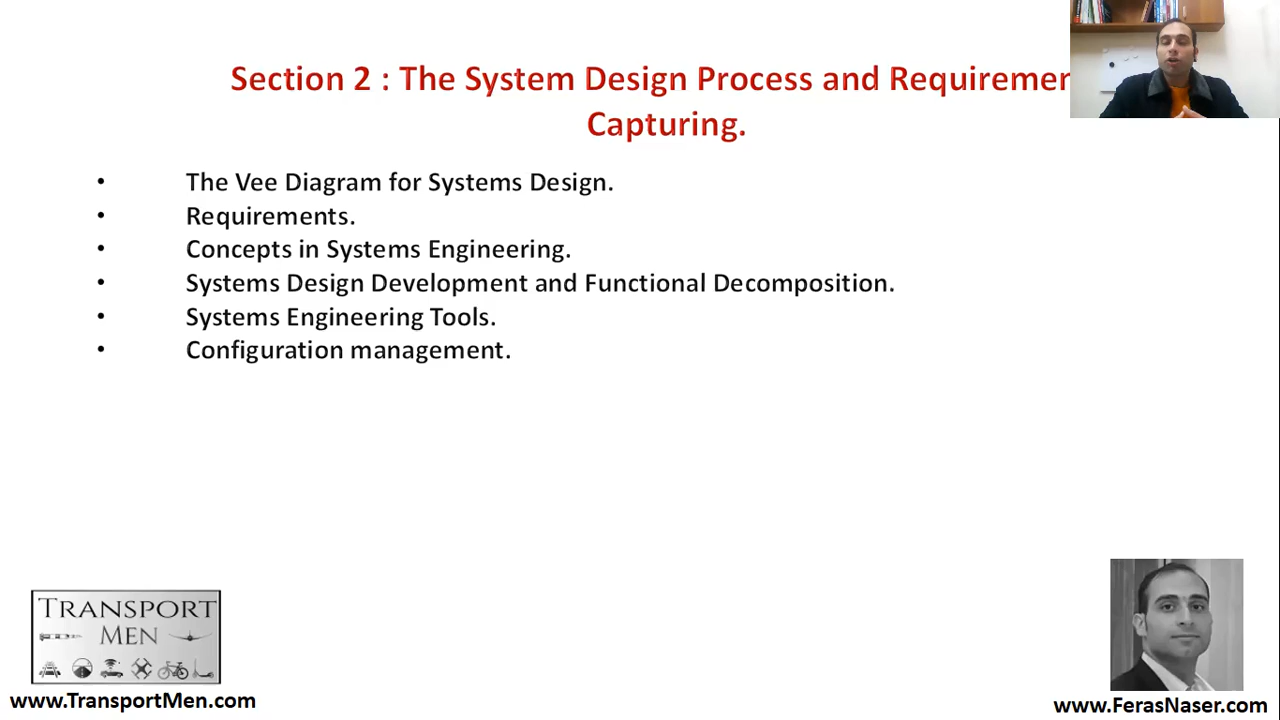 Section 2 : The System Design Process and Requiremen
Capturing.
• The Vee Diagram for Systems Design.
• Requirements.
• Concepts in Systems Engineering.
• Systems Design Development and Functional Decomposition.
• Systems Engineering Tools.
• Configuration management.
TRANSPORT
MEN
www.TransportMen.com
www.FerasNaser.com